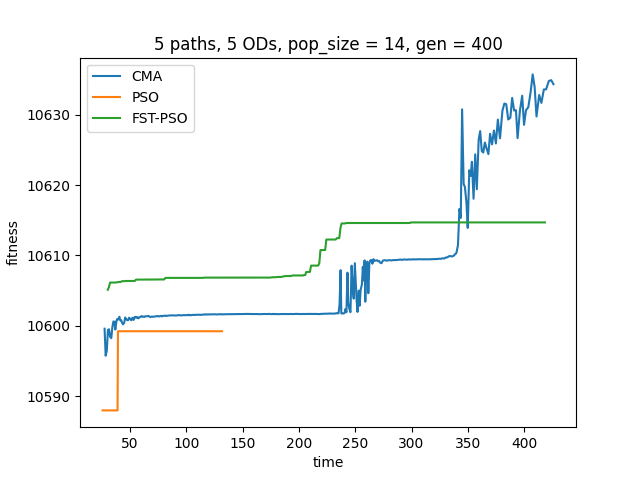 5 paths, 5 ODs, pop_size = 14, gen = 400
CMA
PSO
FST-PSO
fitness
10630
10620
10610
10600
10590
50 100 150 200 250 300 350 400
time